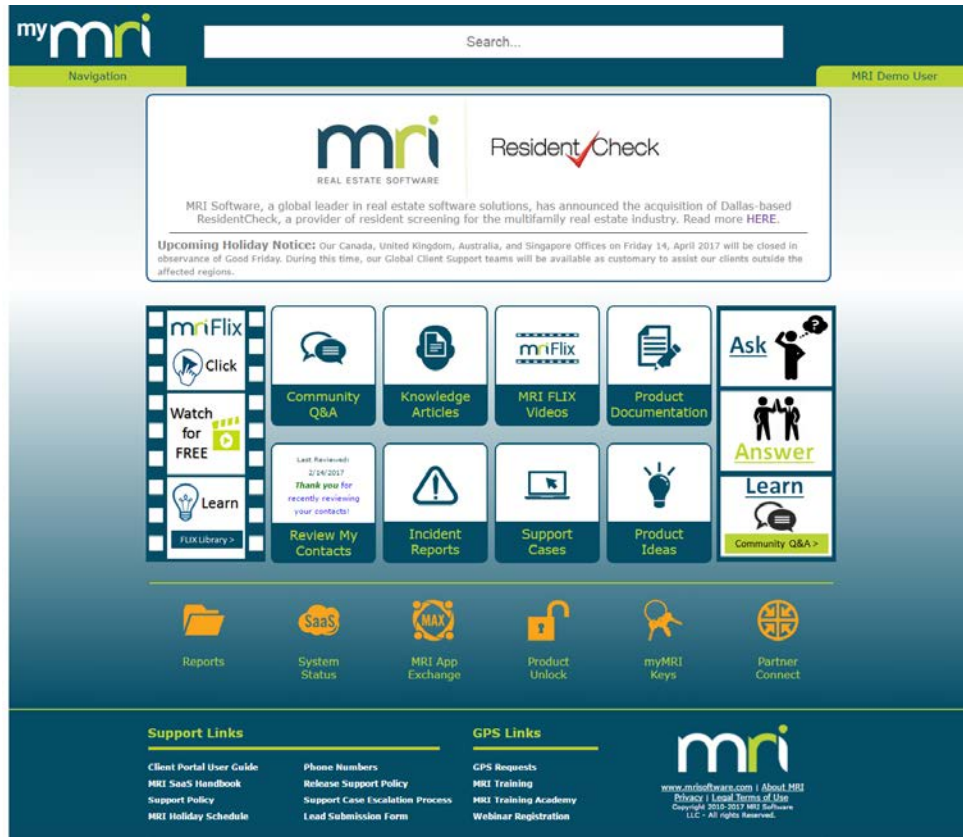 mymri
Search...
Navigation
MRI Demo User
mri
REAL ESTATE SOFTWARE
Resident Check
MRI Software, a global leader in real estate software solutions, has announced the acquisition of Dallas-based
ResidentCheck, a provider of resident screening for the multifamily real estate industry. Read more HERE.
Upcoming Holiday Notice: Our Canada, United Kingdom, Australia, and Singapore Offices on Friday 14, April 2017 will be closed in
observance of Good Friday. During this time, our Global Client Support teams will be available as customary to assist our clients outside the
affected regions.
mriFlix
Click
Watch
for
FREE
Learn
FLIX Library >
Community
Q&A
Knowledge
Articles
mriFlix
MRI FLIX
Videos
Product
Documentation
Last Reviewed:
2/14/2017
Thank you for
recently reviewing
your contacts!
Review My
Contacts
Incident
Reports
Support
Cases
Product
Ideas
Ask
?
Answer
Learn
Community Q&A >
Reports
SaaS
System
Status
MAX
MRI App
Exchange
Product
Unlock
myMRI
Keys
Partner
Connect
Support Links
Client Portal User Guide
MRI SaaS Handbook
Support Policy
MRI Holiday Schedule
Phone Numbers
Release Support Policy
Support Case Escalation Process
Lead Submission Form
GPS Links
GPS Requests
MRI Training
MRI Training Academy
Webinar Registration
mri
www.mrisoftware.com | About MRI
Privacy | Legal Terms of Use
Copyright 2010-2017 MRI Software
LLC - All rights Reserved.